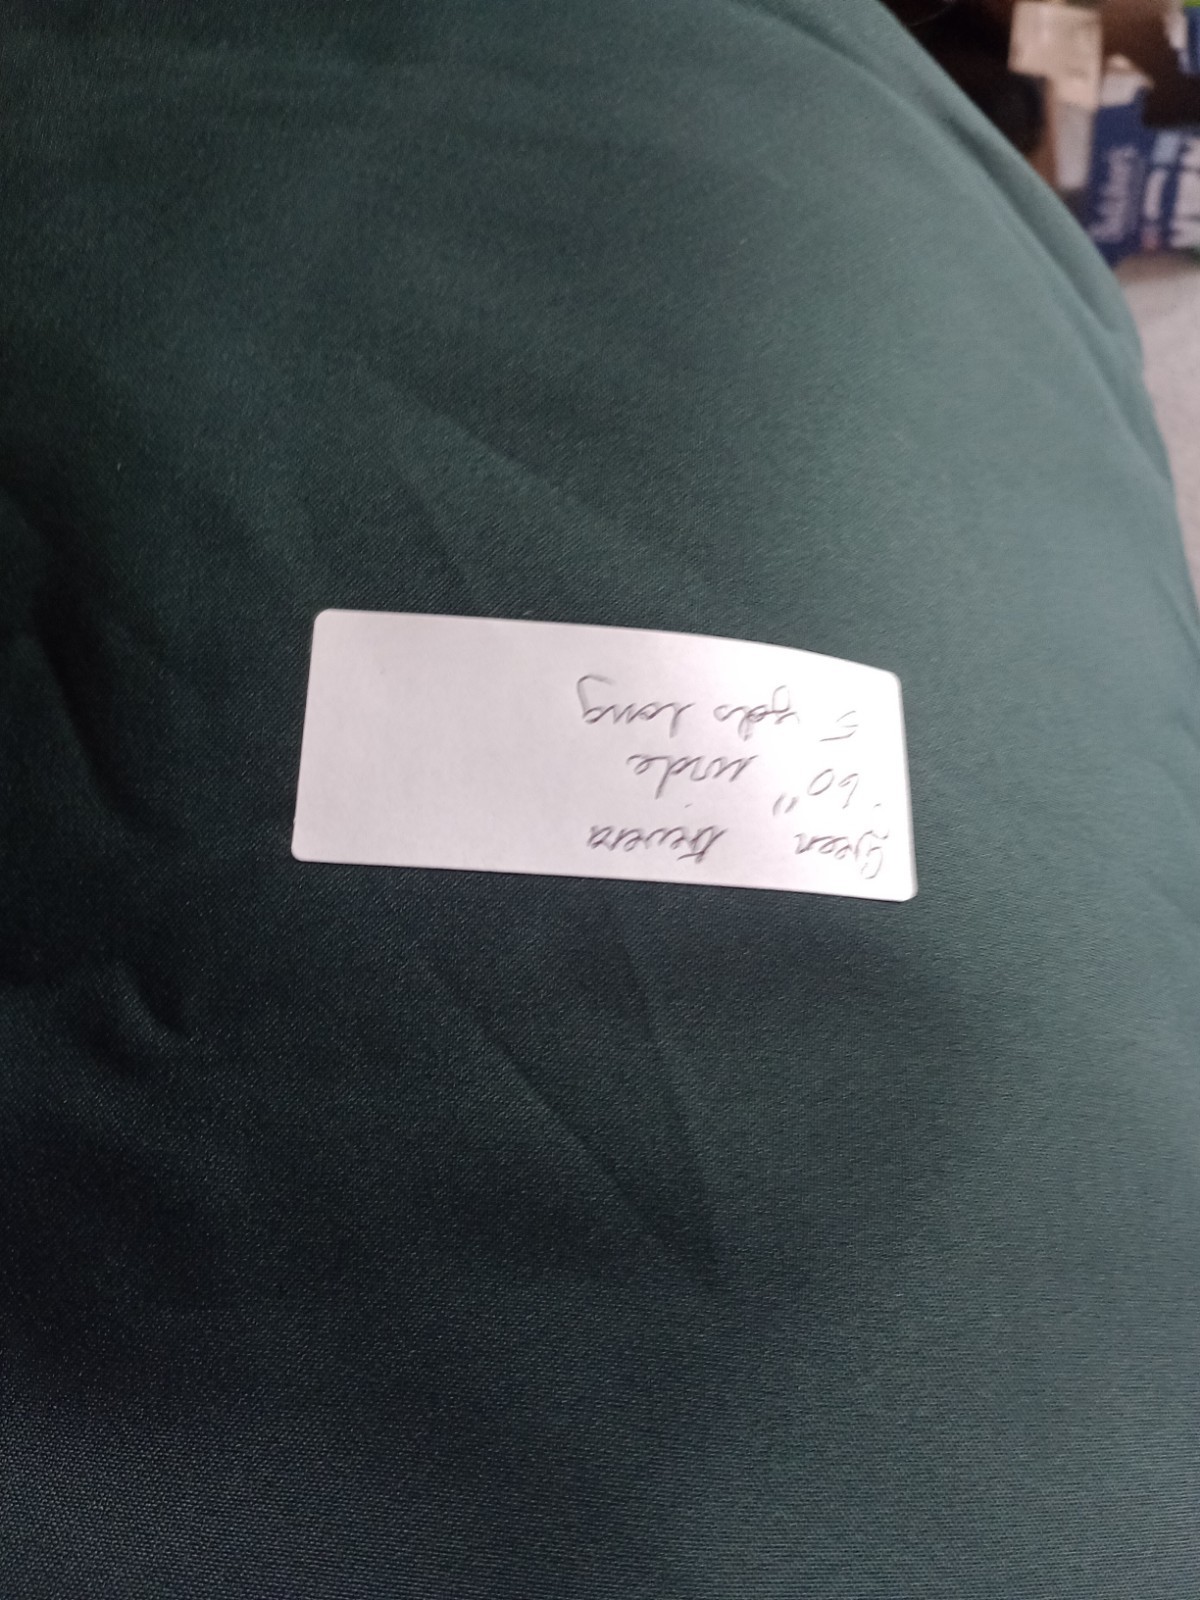 Green
60" wide
5 yds long